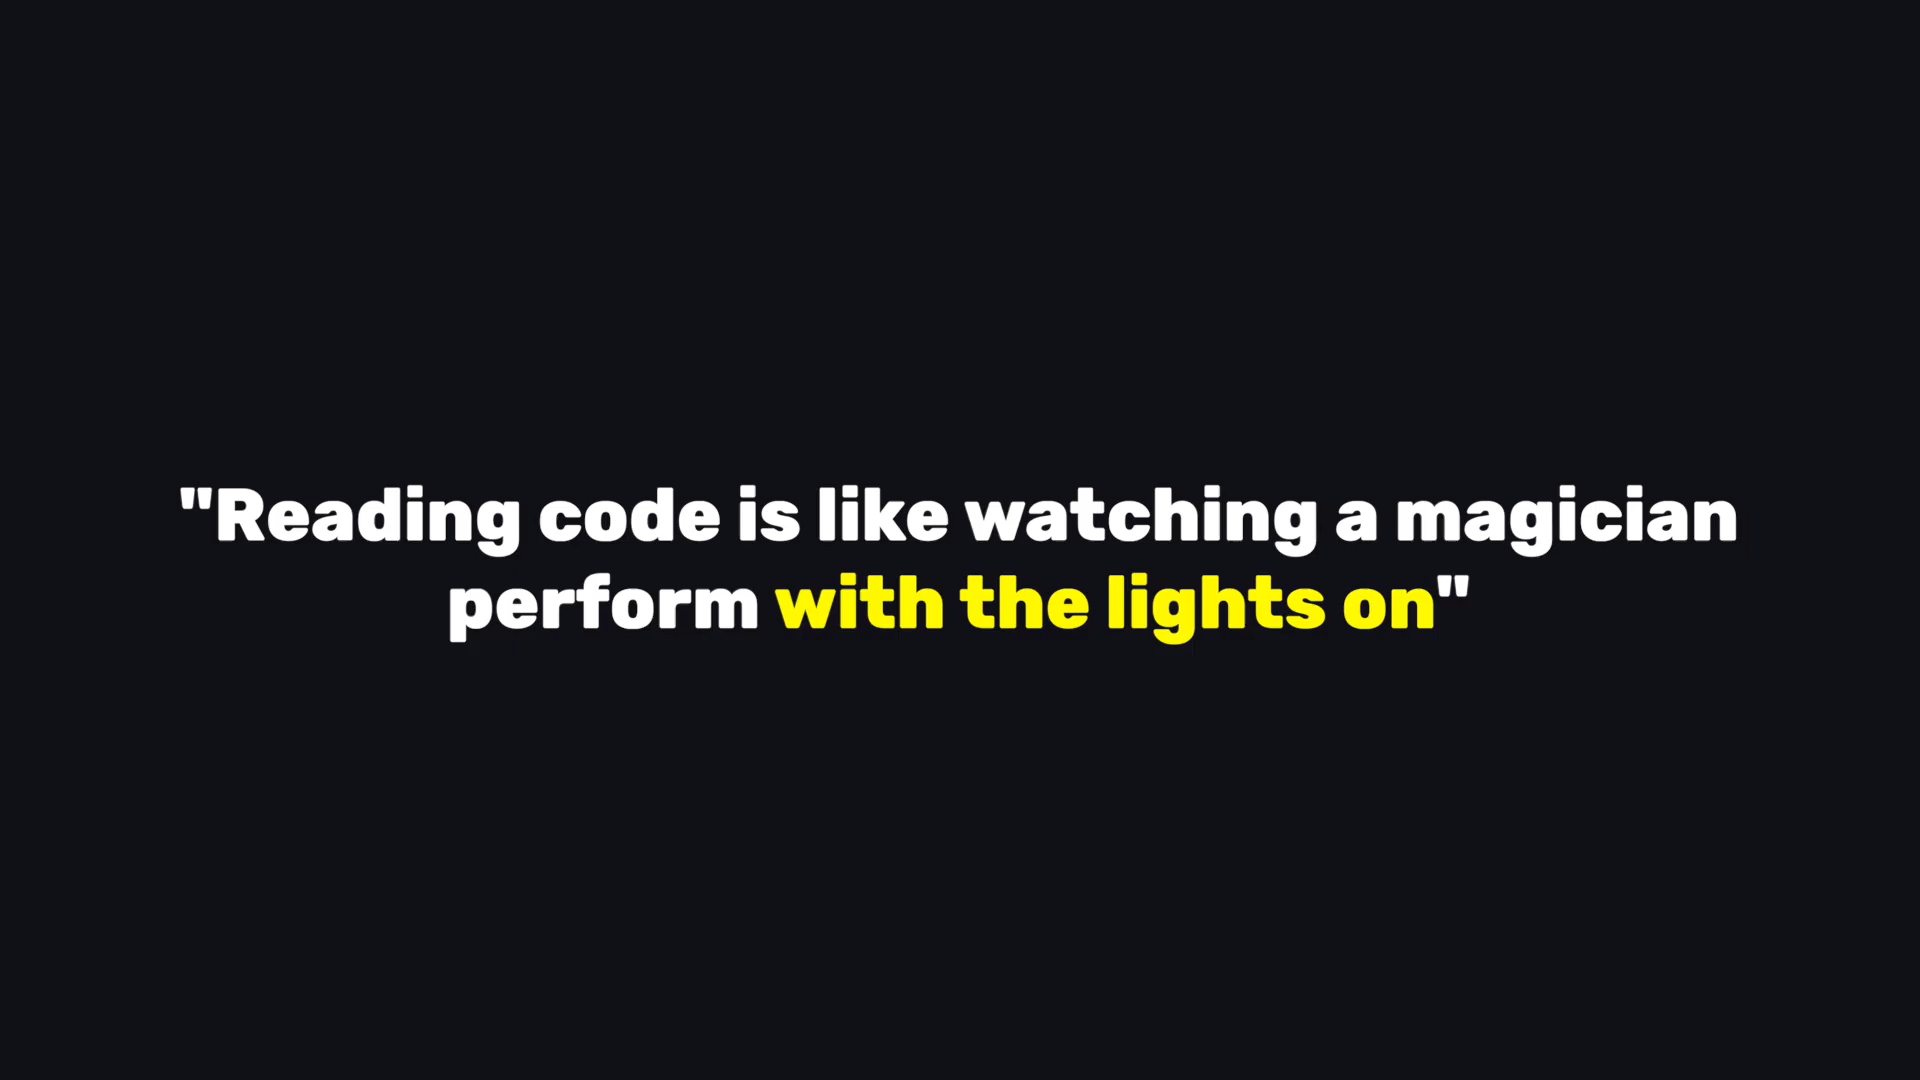 "Reading code is like watching a magician
perform with the lights on"